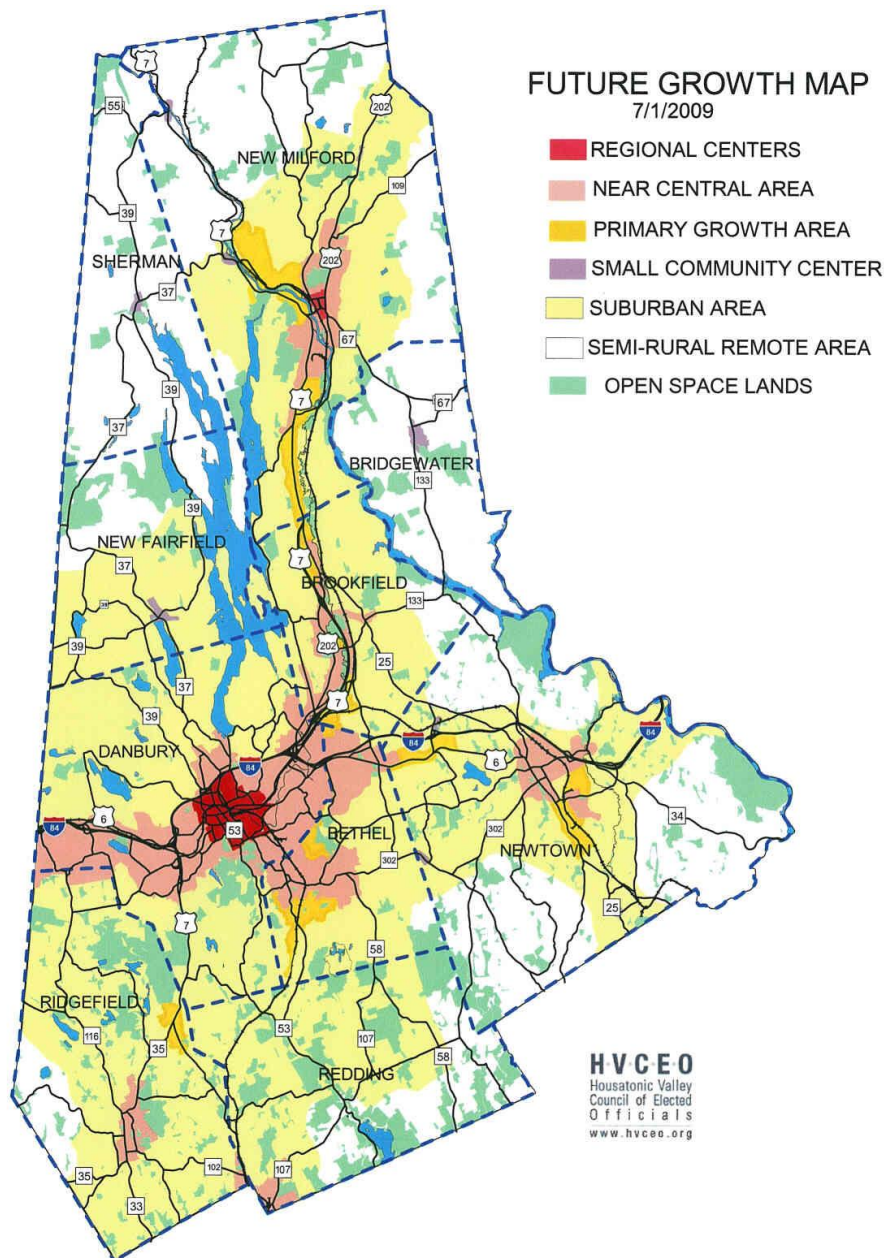 FUTURE GROWTH MAP
7/1/2009
REGIONAL CENTERS
NEAR CENTRAL AREA
PRIMARY GROWTH AREA
SMALL COMMUNITY CENTER
SUBURBAN AREA
SEMI-RURAL REMOTE AREA
OPEN SPACE LANDS
7
55
202
NEW MILFORD
109
39
7
SHERMAN
202
37
67
39
7
67
37
BRIDGEWATER
133
39
NEW FAIRFIELD
7
37
BROOKFIELD
39
133
39
202
25
37
7
39
84
84
DANBURY
84
6
6
84
53
BETHEL
34
302
302
NEWTOWN
7
25
58
RIDGEFIELD
53
116
35
107
58
REDDING
35
102
107
33
H·V·C·E·O
Housatonic Valley
Council of Elected
Officials
www.hvceo.org